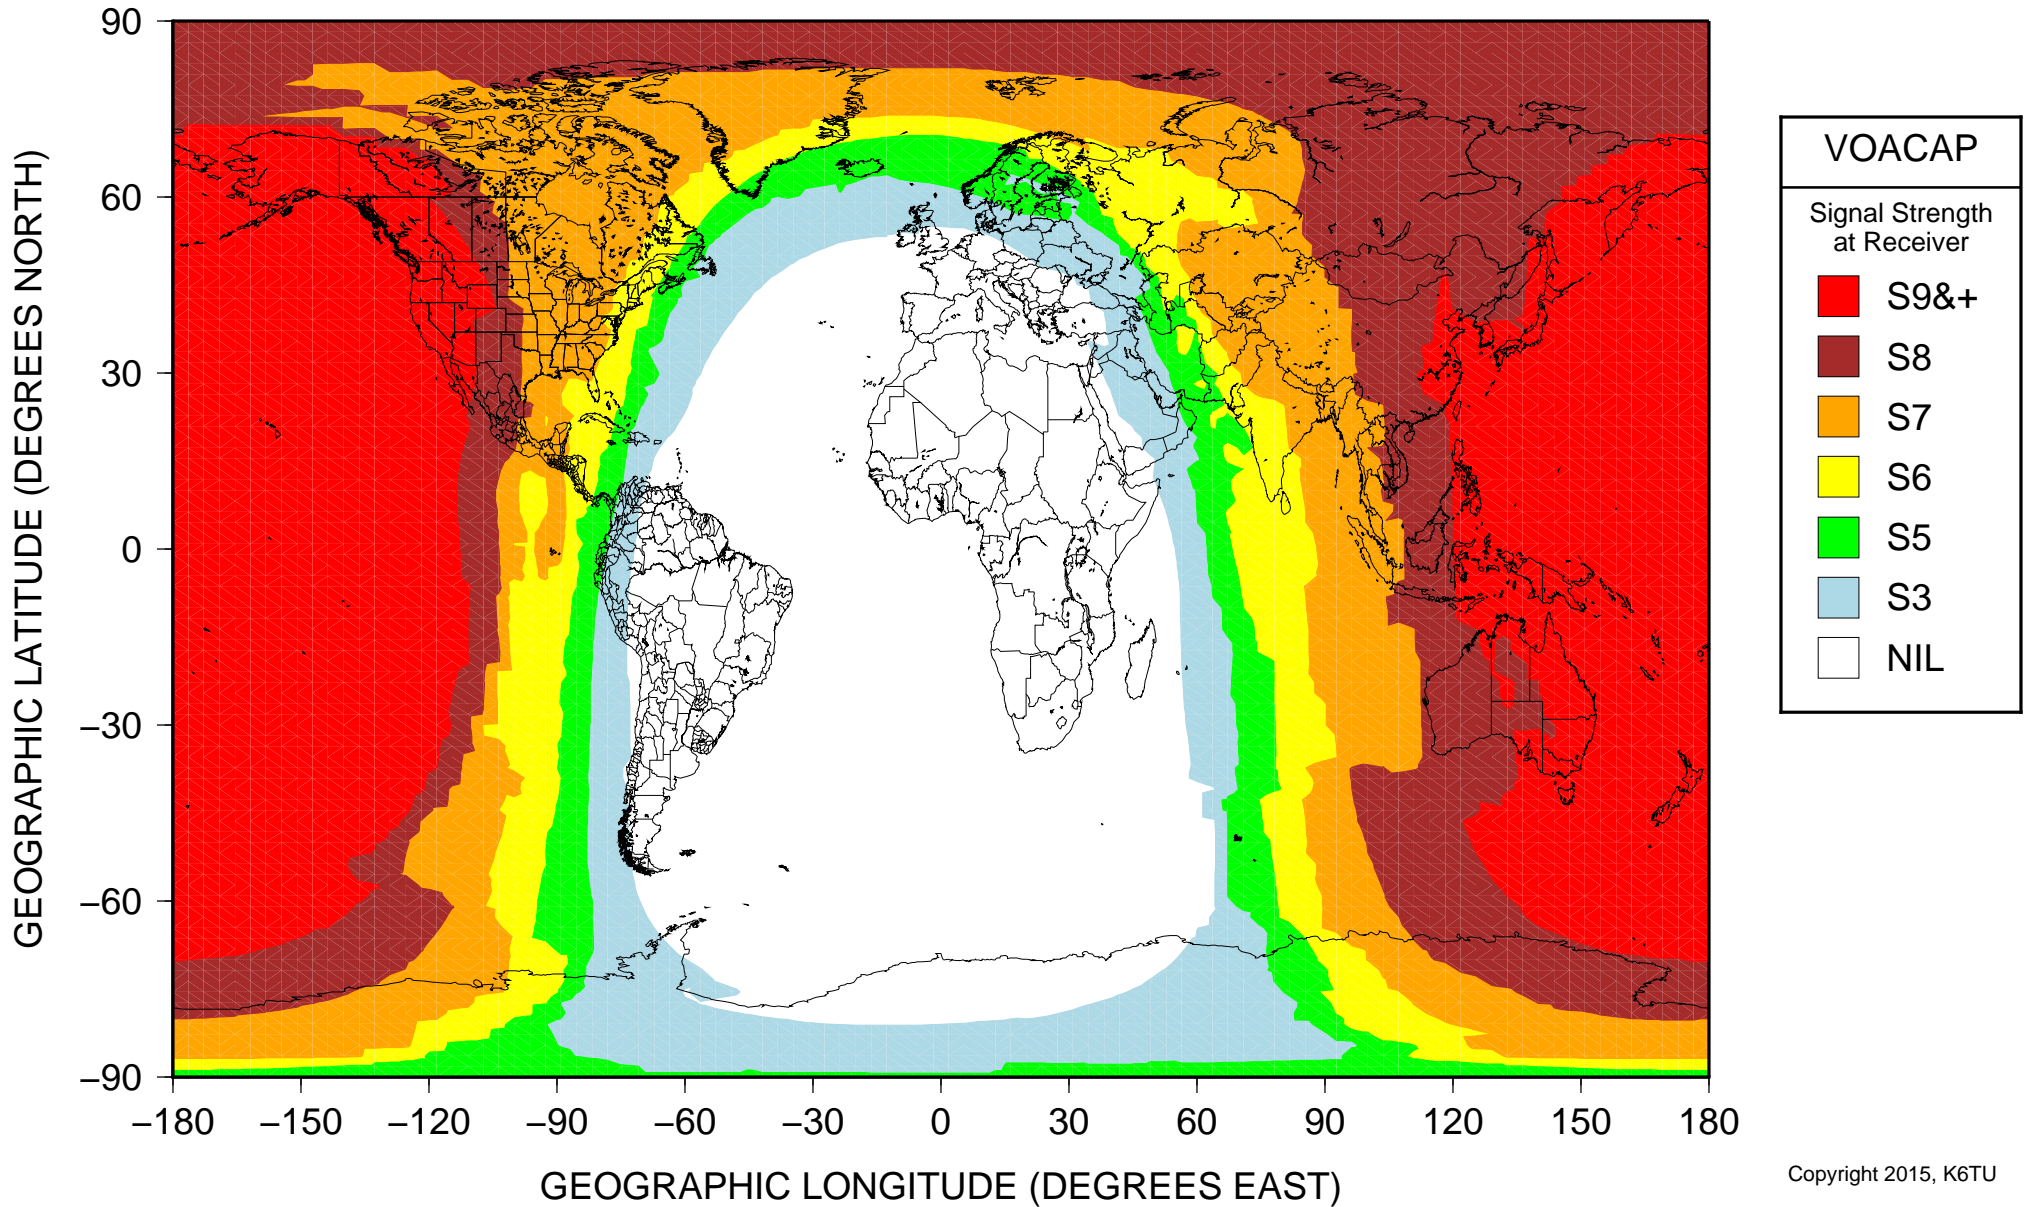 90
60
30
0
−30
−60
−90
−180 −150 −120 −90 −60 −30 0 30 60 90 120 150 180
GEOGRAPHIC LATITUDE (DEGREES NORTH)
GEOGRAPHIC LONGITUDE (DEGREES EAST)
VOACAP
Signal Strength
at Receiver
S9&+
S8
S7
S6
S5
S3
NIL
Copyright 2015, K6TU